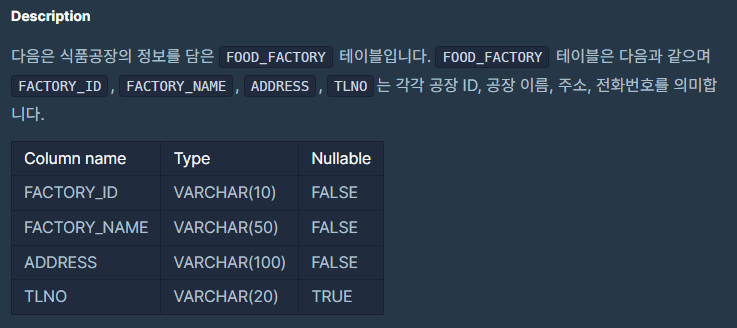 Description
다음은 식품공장의 정보를 담은 FOOD_FACTORY 테이블입니다. FOOD_FACTORY 테이블은 다음과 같으며
FACTORY_ID, FACTORY_NAME, ADDRESS, TLNO는 각각 공장 ID, 공장 이름, 주소, 전화번호를 의미합
니다.
Column name Type Nullable
FACTORY_ID VARCHAR(10) FALSE
FACTORY_NAME VARCHAR(50) FALSE
ADDRESS VARCHAR(100) FALSE
TLNO VARCHAR(20) TRUE